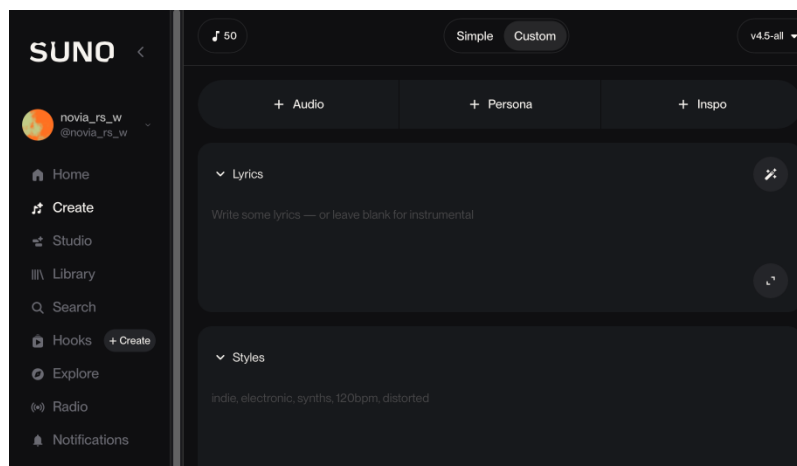 SUNO
novia_rs_w
@novia_rs_w
Home
Create
Studio
Library
Search
Hooks + Create
Explore
Radio
Notifications
50
Simple Custom
v4.5-all
+ Audio
+ Persona
+ Inspo
Lyrics
Write some lyrics — or leave blank for instrumental
Styles
indie, electronic, synths, 120bpm, distorted